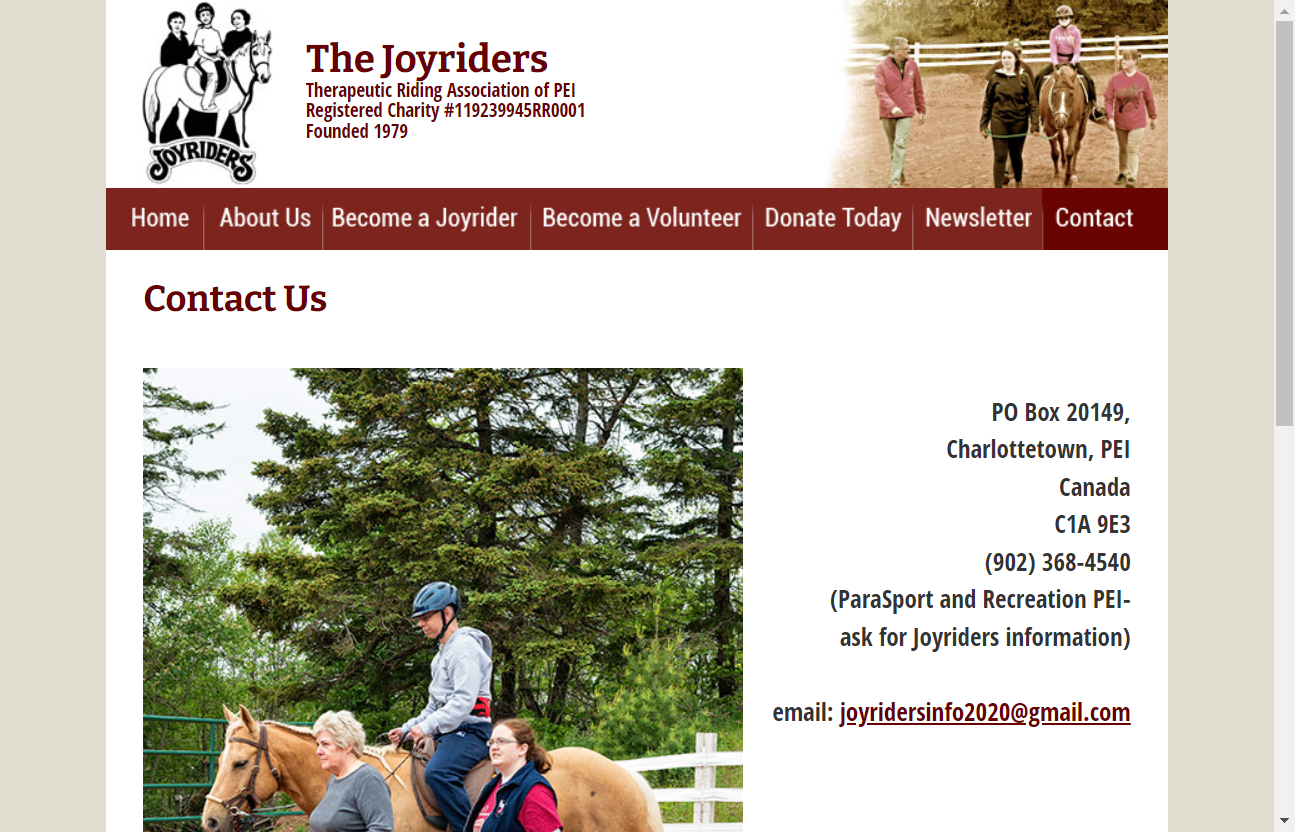 JOYRIDERS
The Joyriders
Therapeutic Riding Association of PEI
Registered Charity #119239945RR0001
Founded 1979
Home About Us Become a Joyrider Become a Volunteer Donate Today Newsletter Contact
Contact Us
PO Box 20149,
Charlottetown, PEI
Canada
C1A 9E3
(902) 368-4540
(ParaSport and Recreation PEI-
ask for Joyriders information)
email: joyridersinfo2020@gmail.com